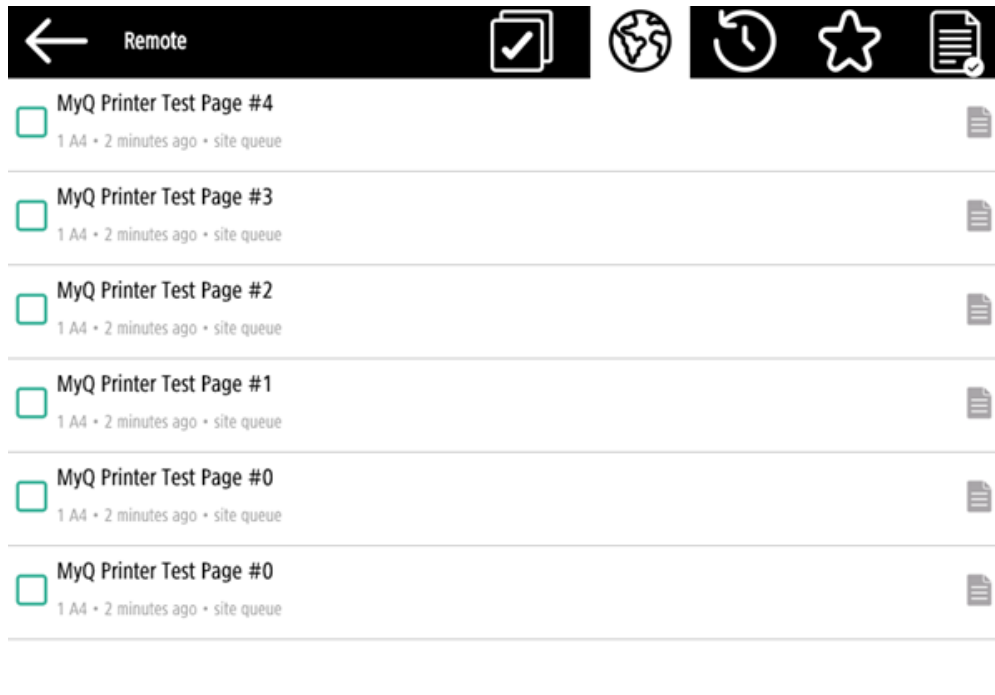 Remote
MyQ Printer Test Page #4
1 A4 • 2 minutes ago • site queue
MyQ Printer Test Page #3
1 A4 • 2 minutes ago • site queue
MyQ Printer Test Page #2
1 A4 • 2 minutes ago • site queue
MyQ Printer Test Page #1
1 A4 • 2 minutes ago • site queue
MyQ Printer Test Page #0
1 A4 • 2 minutes ago • site queue
MyQ Printer Test Page #0
1 A4 • 2 minutes ago • site queue